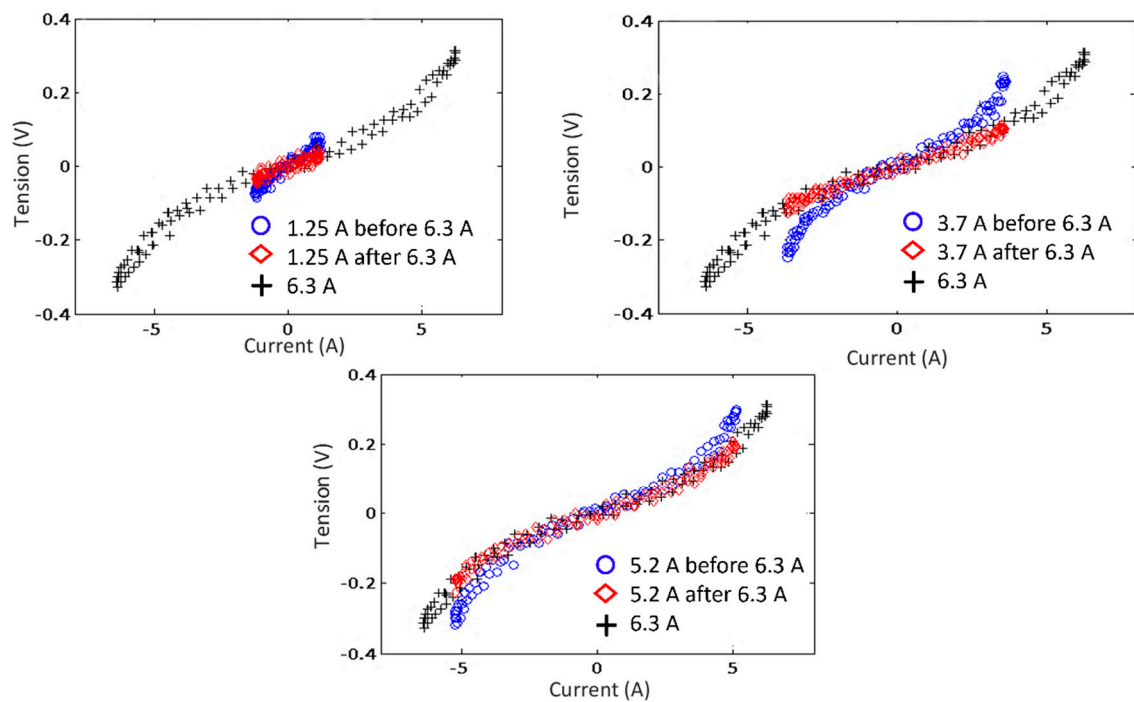 0.4
0.2
0
-0.2
-0.4
Tension (V)
-5
0
5
Current (A)
1.25 A before 6.3 A
1.25 A after 6.3 A
6.3 A
0.4
0.2
0
-0.2
-0.4
Tension (V)
-5
0
5
Current (A)
3.7 A before 6.3 A
3.7 A after 6.3 A
6.3 A
0.4
0.2
0
-0.2
-0.4
Tension (V)
-5
0
5
Current (A)
5.2 A before 6.3 A
5.2 A after 6.3 A
6.3 A